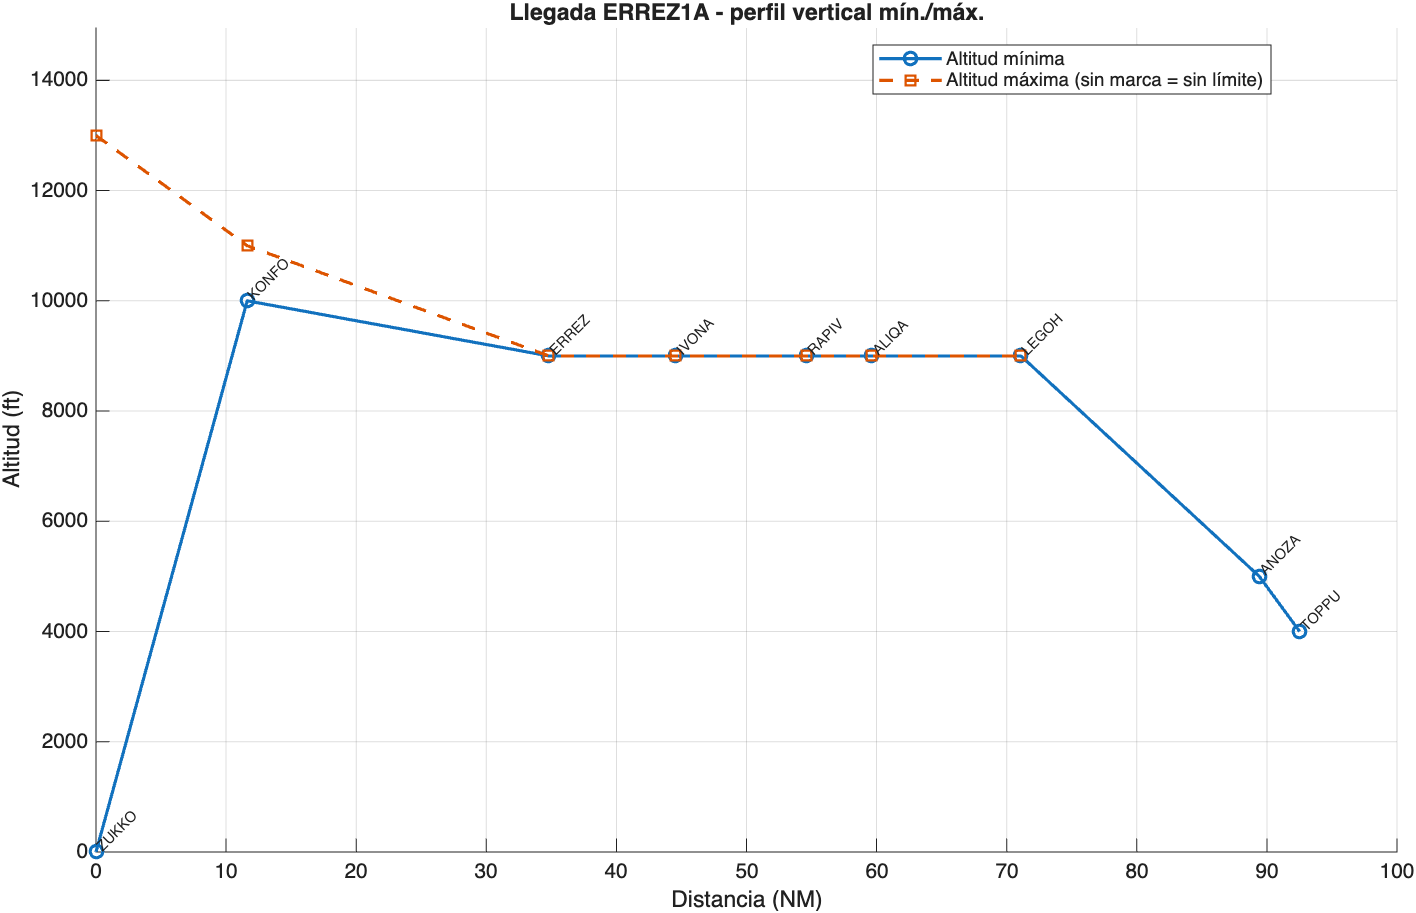 Llegada ERREZ1A - perfil vertical mín./máx.
Altitud mínima
Altitud máxima (sin marca = sin límite)
Altitud (ft)
14000
12000
10000
8000
6000
4000
2000
0
ZUKKO
KONFO
ERREZ
IVONA
RAPIV
ALIQA
LEGOH
ANOZA
TOPPU
0 10 20 30 40 50 60 70 80 90 100
Distancia (NM)